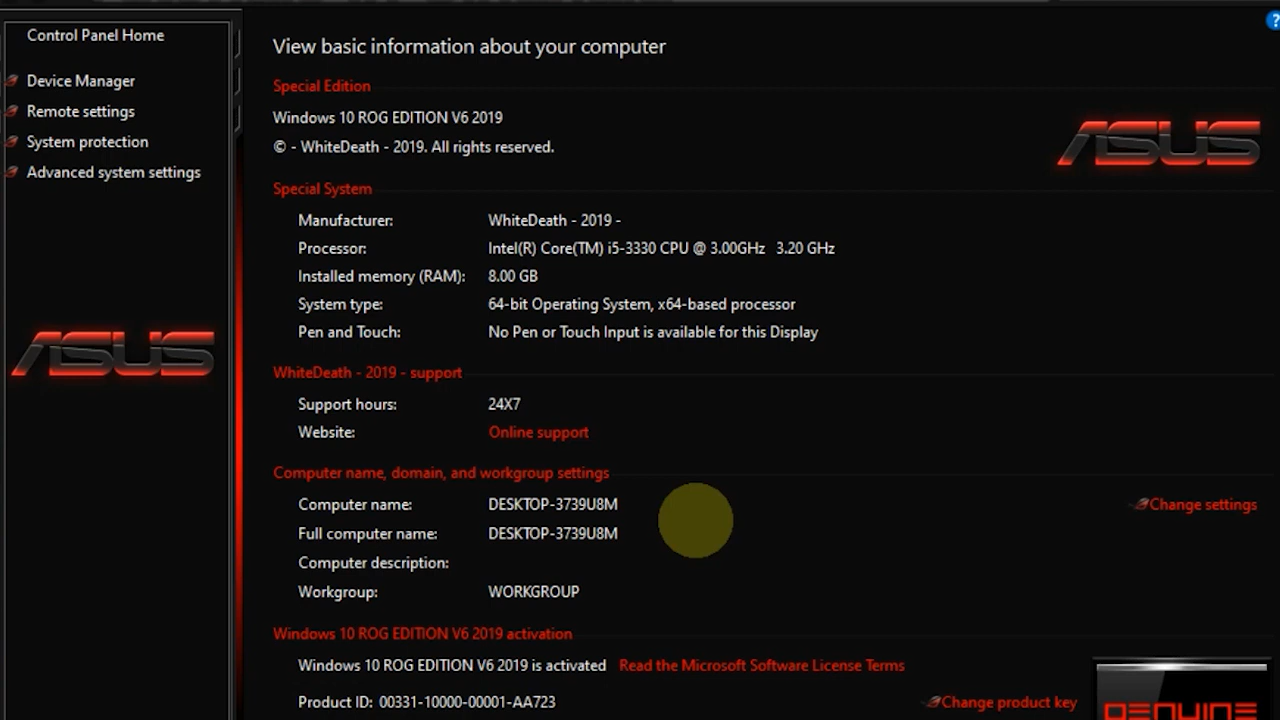 Control Panel Home
Device Manager
Remote settings
System protection
Advanced system settings
ASUS
View basic information about your computer
?
Special Edition
Windows 10 ROG EDITION V6 2019
© - WhiteDeath - 2019. All rights reserved.
ASUS
Special System
Manufacturer: WhiteDeath - 2019 -
Processor: Intel(R) Core(TM) i5-3330 CPU @ 3.00GHz 3.20 GHz
Installed memory (RAM): 8.00 GB
System type: 64-bit Operating System, x64-based processor
Pen and Touch: No Pen or Touch Input is available for this Display
WhiteDeath - 2019 - support
Support hours: 24X7
Website: Online support
Computer name, domain, and workgroup settings
Computer name: DESKTOP-3739U8M Change settings
Full computer name: DESKTOP-3739U8M
Computer description:
Workgroup: WORKGROUP
Windows 10 ROG EDITION V6 2019 activation
Windows 10 ROG EDITION V6 2019 is activated Read the Microsoft Software License Terms
Product ID: 00331-10000-00001-AA723 Change product key
GENUINE